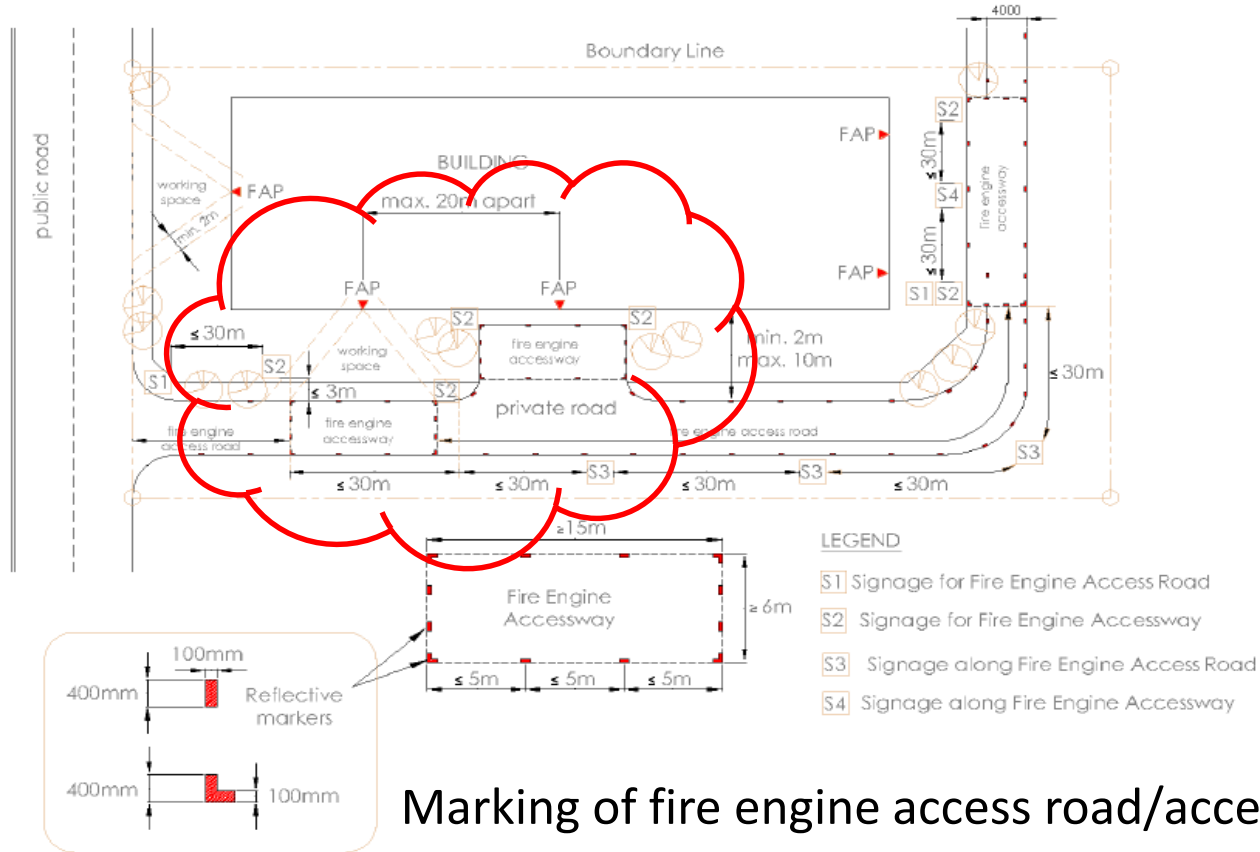 4000
Boundary Line
public road
S2
FAP
BUILDING
≤30m
working
space
FAP
max. 20m apart
S4
fire engine
accessway
min. 2m
≤30m
FAP
FAP
FAP
S1
S2
S2
S2
≤ 30m
fire engine
accessway
min. 2m
max. 10m
working
space
S2
S1
≤ 3m
S2
≤30m
private road
fire engine
access road
fire engine
accessway
fire engine access road
S3
S3
S3
≤30m
≤ 30m
≤ 30m
≤ 30m
≥15m
LEGEND
Fire Engine
Accessway
S1 Signage for Fire Engine Access Road
≥ 6m
S2 Signage for Fire Engine Accessway
100mm
S3 Signage along Fire Engine Access Road
400mm
Reflective
markers
≤ 5m
≤ 5m
≤ 5m
S4 Signage along Fire Engine Accessway
400mm
100mm
Marking of fire engine access road/acce